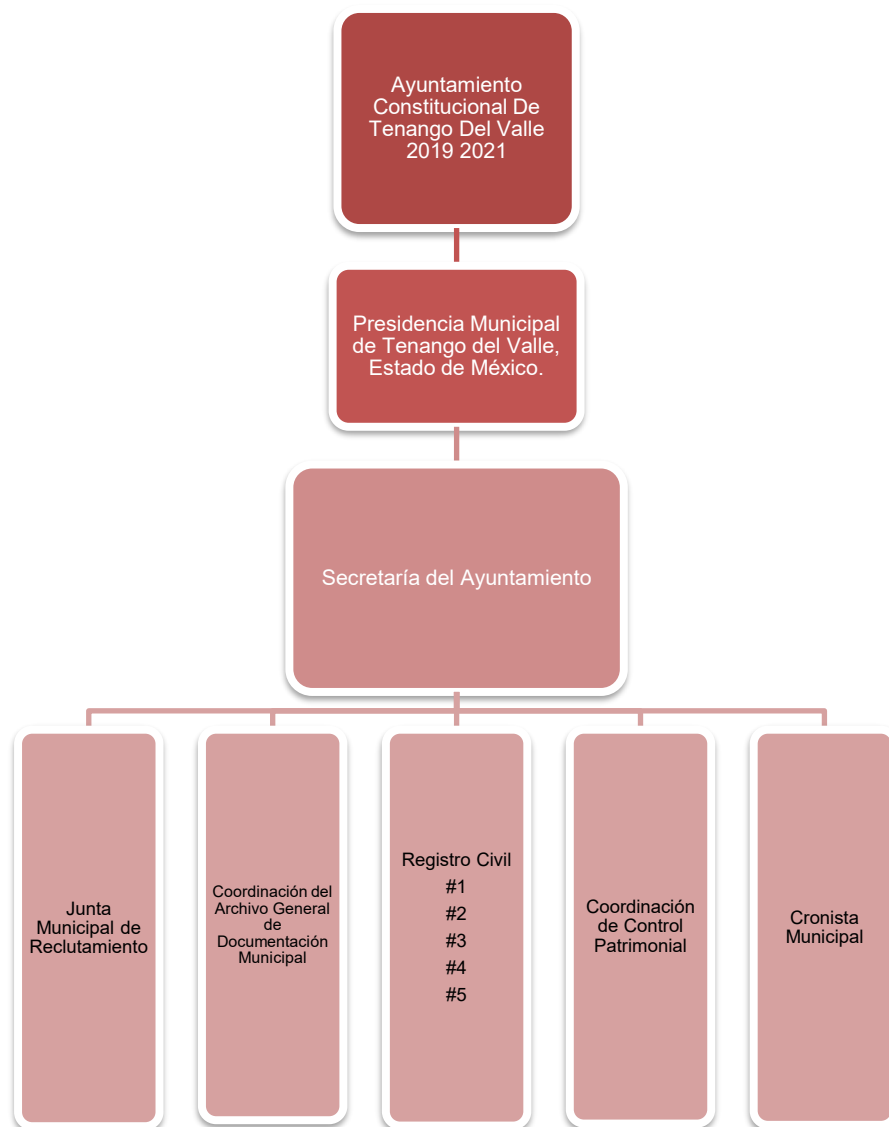 Ayuntamiento
Constitucional De
Tenango Del Valle
2019 2021
Presidencia Municipal
de Tenango del Valle,
Estado de México.
Secretaría del Ayuntamiento
Junta
Municipal de
Reclutamiento
Coordinación del
Archivo General
de
Documentación
Municipal
Registro Civil
#1
#2
#3
#4
#5
Coordinación
de Control
Patrimonial
Cronista
Municipal